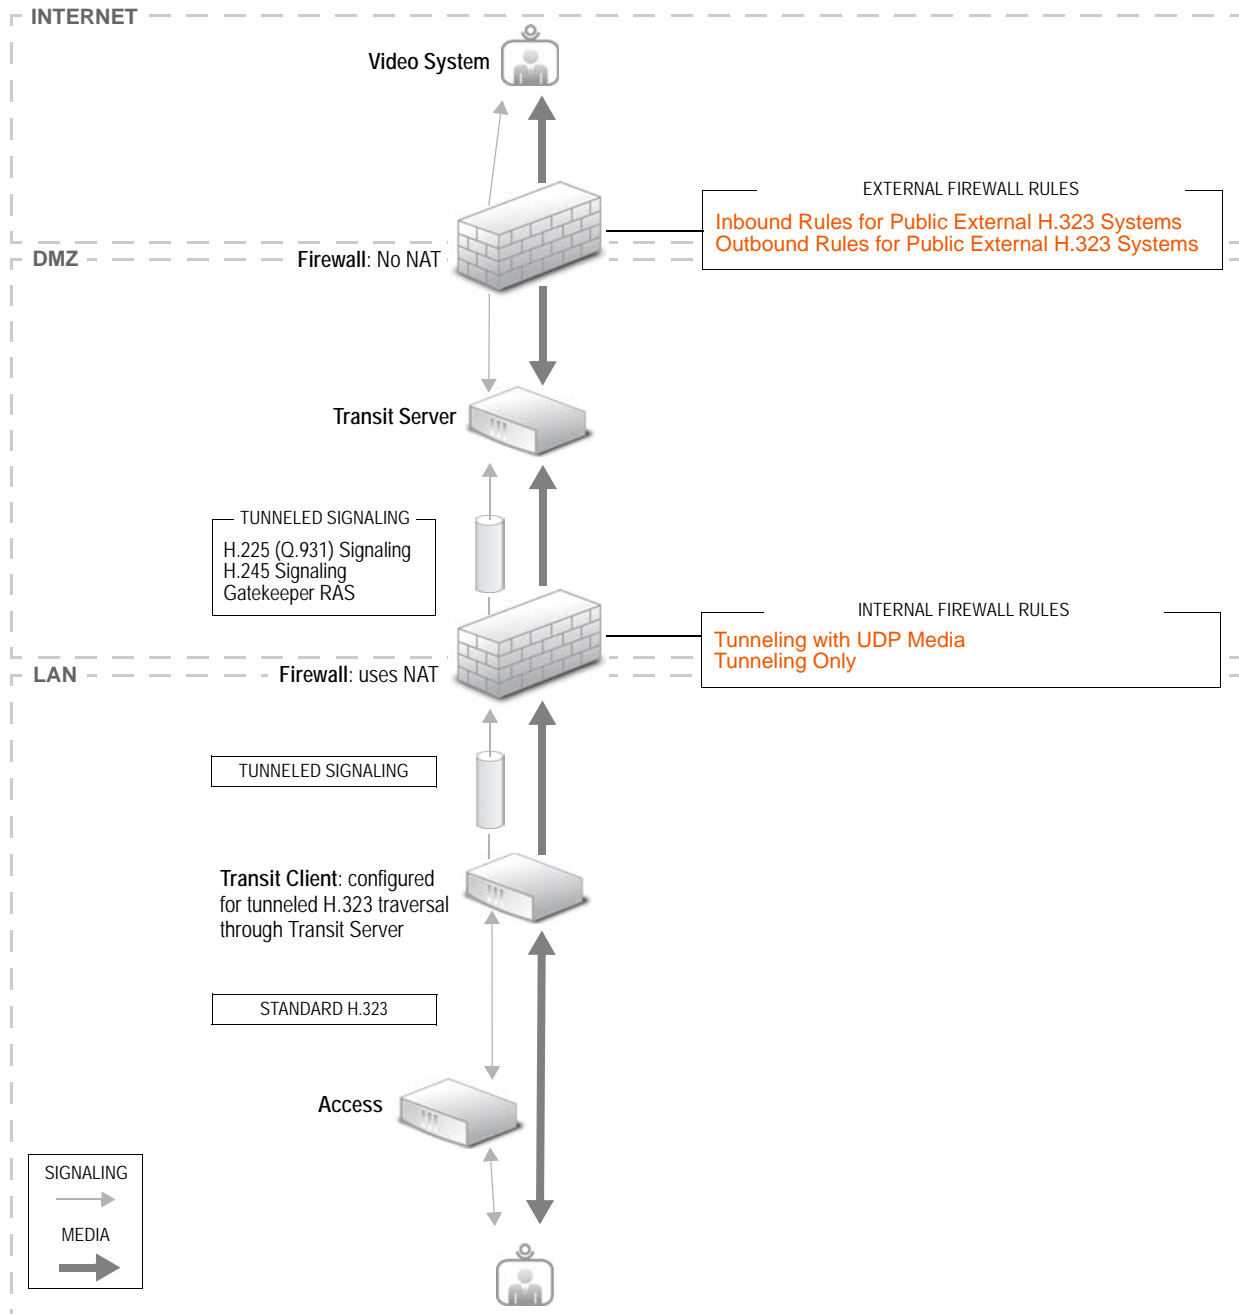 INTERNET
Video System
EXTERNAL FIREWALL RULES
Inbound Rules for Public External H.323 Systems
Outbound Rules for Public External H.323 Systems
DMZ
Firewall: No NAT
Transit Server
TUNNELED SIGNALING
H.225 (Q.931) Signaling
H.245 Signaling
Gatekeeper RAS
INTERNAL FIREWALL RULES
Tunneling with UDP Media
Tunneling Only
LAN
Firewall: uses NAT
TUNNELED SIGNALING
Transit Client: configured
for tunneled H.323 traversal
through Transit Server
STANDARD H.323
Access
SIGNALING
MEDIA